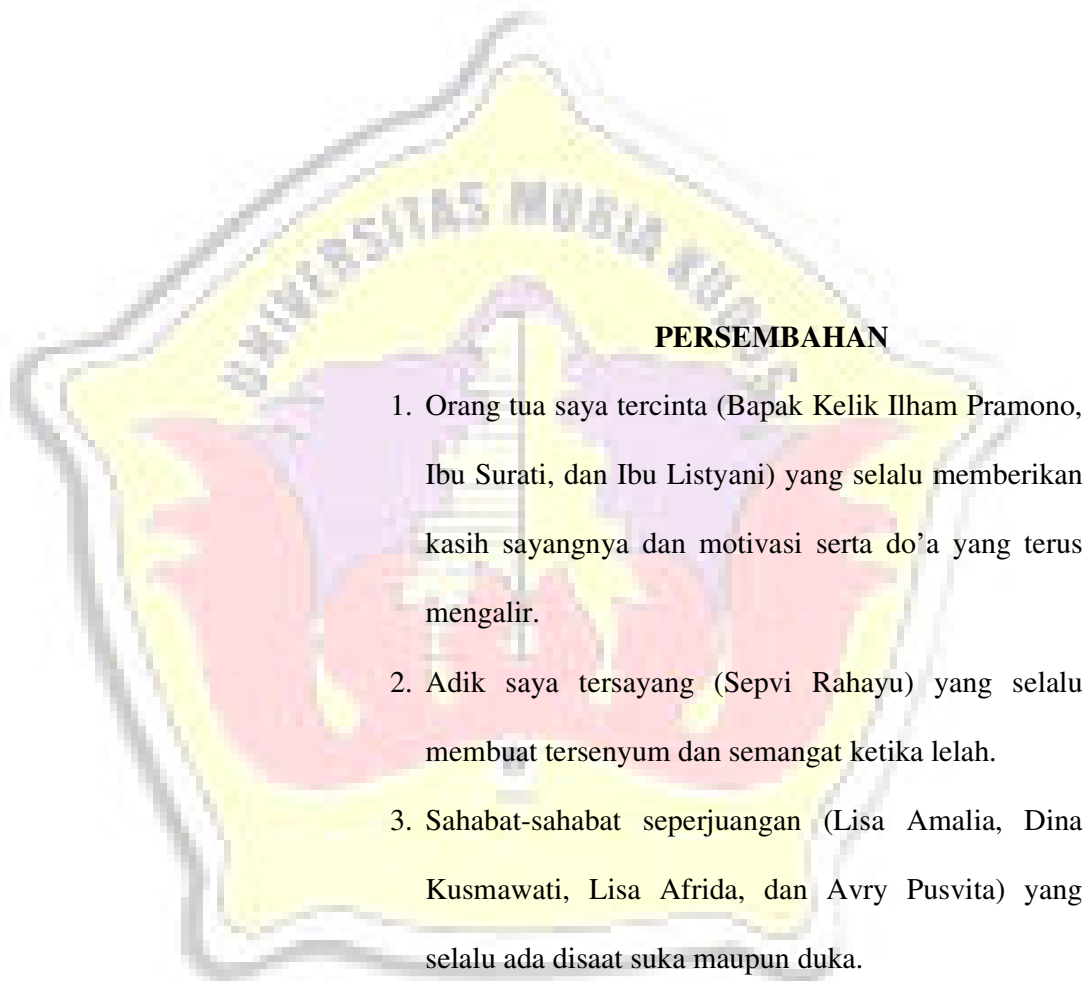 UNIVERSITAS MURIA KUDUS
PERSEMBAHAN
1. Orang tua saya tercinta (Bapak Kelik Ilham Pramono,
Ibu Surati, dan Ibu Listyani) yang selalu memberikan
kasih sayangnya dan motivasi serta do’a yang terus
mengalir.
2. Adik saya tersayang (Sepvi Rahayu) yang selalu
membuat tersenyum dan semangat ketika lelah.
3. Sahabat-sahabat seperjuangan (Lisa Amalia, Dina
Kusmawati, Lisa Afrida, dan Avry Pusvita) yang
selalu ada disaat suka maupun duka.